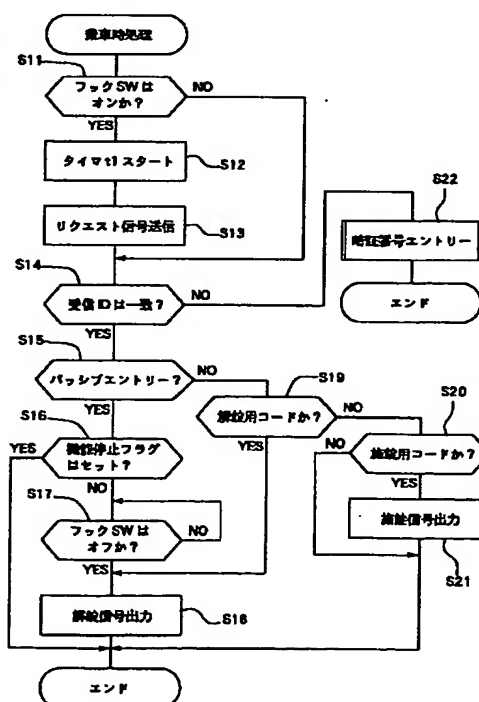 乗車時処理
S11
フックSWは
オンか?
NO
YES
タイマt1スタート
S12
リクエスト信号送信
S13
S14
受信IDは一致?
NO
YES
S22
暗証番号エントリー
エンド
S15
パッシブエントリー?
NO
YES
S16
機能停止フラグ
はセット?
YES
NO
S17
フックSWは
オフか?
NO
YES
解錠信号出力
S18
エンド
S19
解錠用コードか?
NO
YES
S20
施錠用コードか?
NO
YES
施錠信号出力
S21